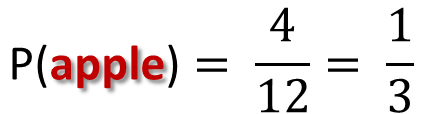 P(apple) = 4/12 = 1/3